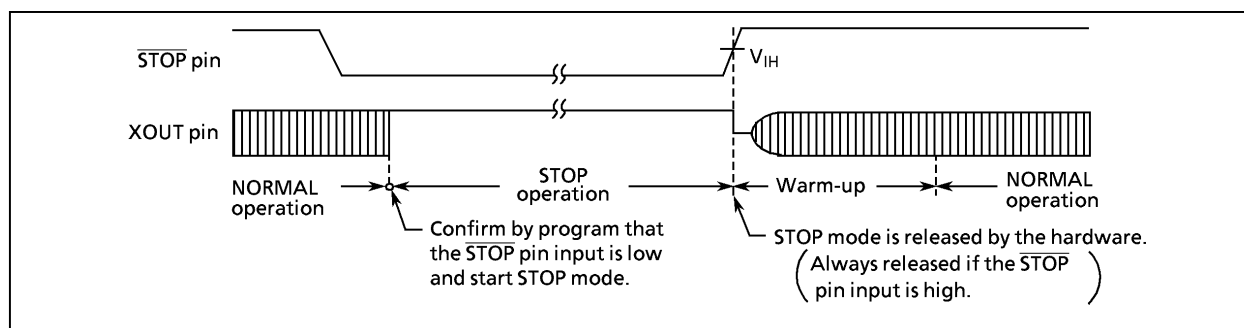 STOP pin
VIH
XOUT pin
NORMAL
operation
STOP
operation
Warm-up
NORMAL
operation
Confirm by program that
the STOP pin input is low
and start STOP mode.
STOP mode is released by the hardware.
(Always released if the STOP
pin input is high.)